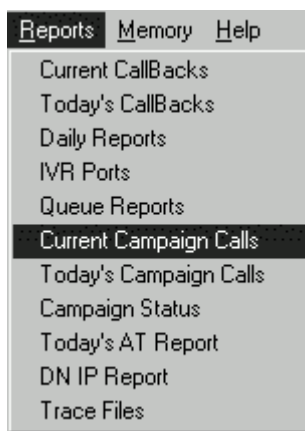 Reports Memory Help
Current CallBacks
Today's CallBacks
Daily Reports
IVR Ports
Queue Reports
Current Campaign Calls
Today's Campaign Calls
Campaign Status
Today's AT Report
DN IP Report
Trace Files